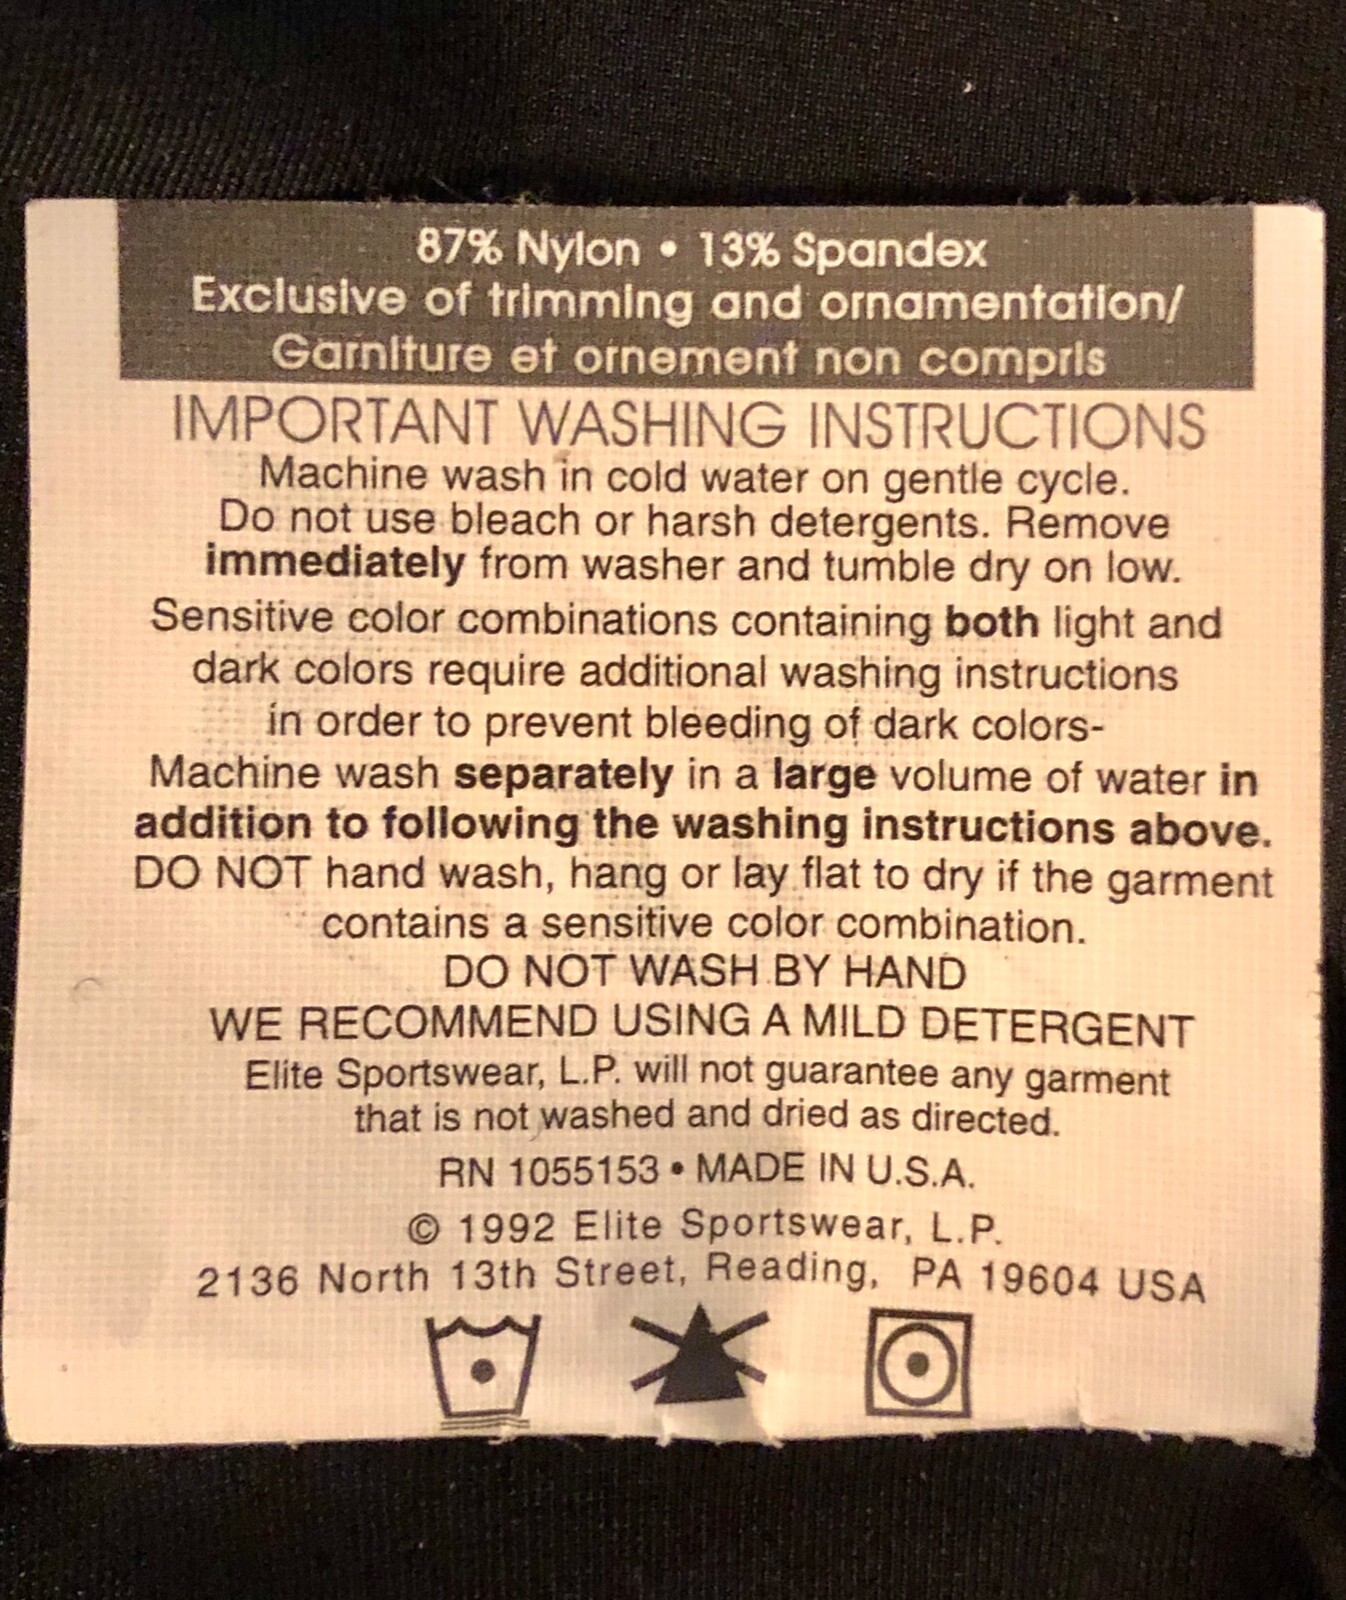 87% Nylon • 13% Spandex
Exclusive of trimming and ornamentation/
Garniture et ornement non compris
IMPORTANT WASHING INSTRUCTIONS
Machine wash in cold water on gentle cycle.
Do not use bleach or harsh detergents. Remove
immediately from washer and tumble dry on low.
Sensitive color combinations containing both light and
dark colors require additional washing instructions
in order to prevent bleeding of dark colors-
Machine wash separately in a large volume of water in
addition to following the washing instructions above.
DO NOT hand wash, hang or lay flat to dry if the garment
contains a sensitive color combination.
DO NOT WASH BY HAND
WE RECOMMEND USING A MILD DETERGENT
Elite Sportswear, L.P. will not guarantee any garment
that is not washed and dried as directed.
RN 1055153 • MADE IN U.S.A.
© 1992 Elite Sportswear, L.P.
2136 North 13th Street, Reading, PA 19604 USA